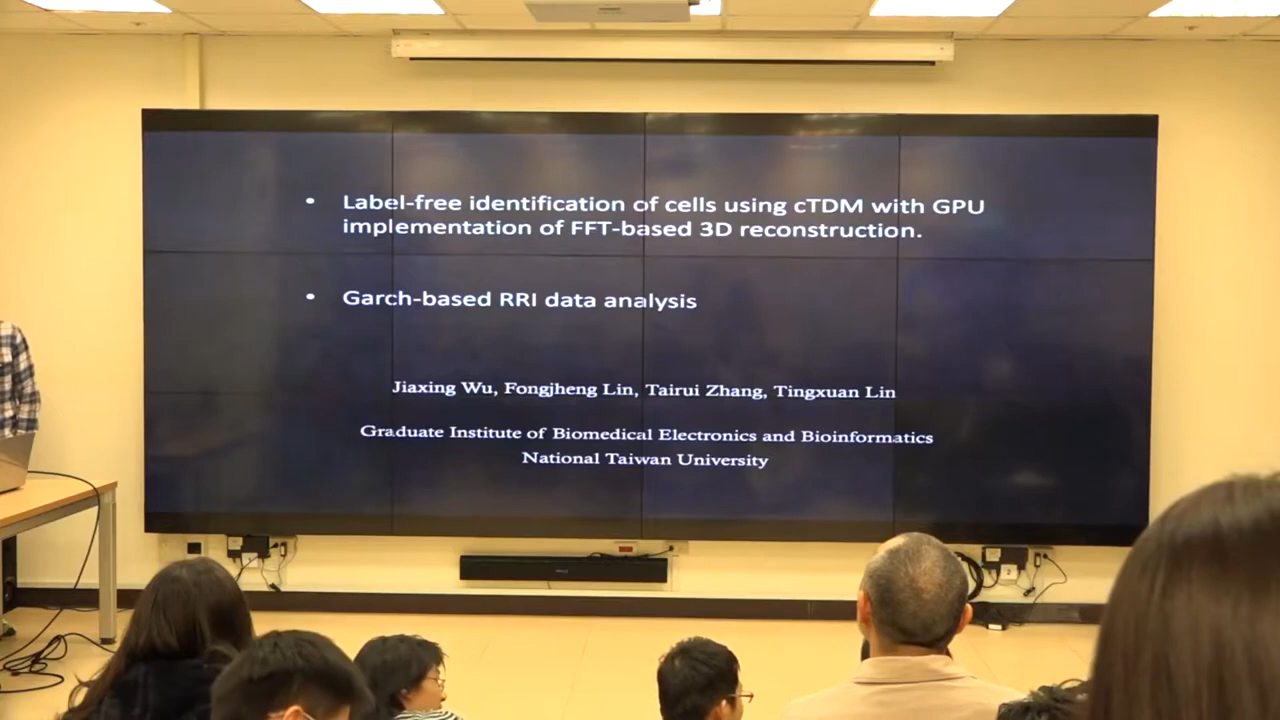 • Label-free identification of cells using cTDM with GPU
implementation of FFT-based 3D reconstruction.
• Garch-based RRI data analysis
Jiaxing Wu, Fongjheng Lin, Tairui Zhang, Tingxuan Lin
Graduate Institute of Biomedical Electronics and Bioinformatics
National Taiwan University